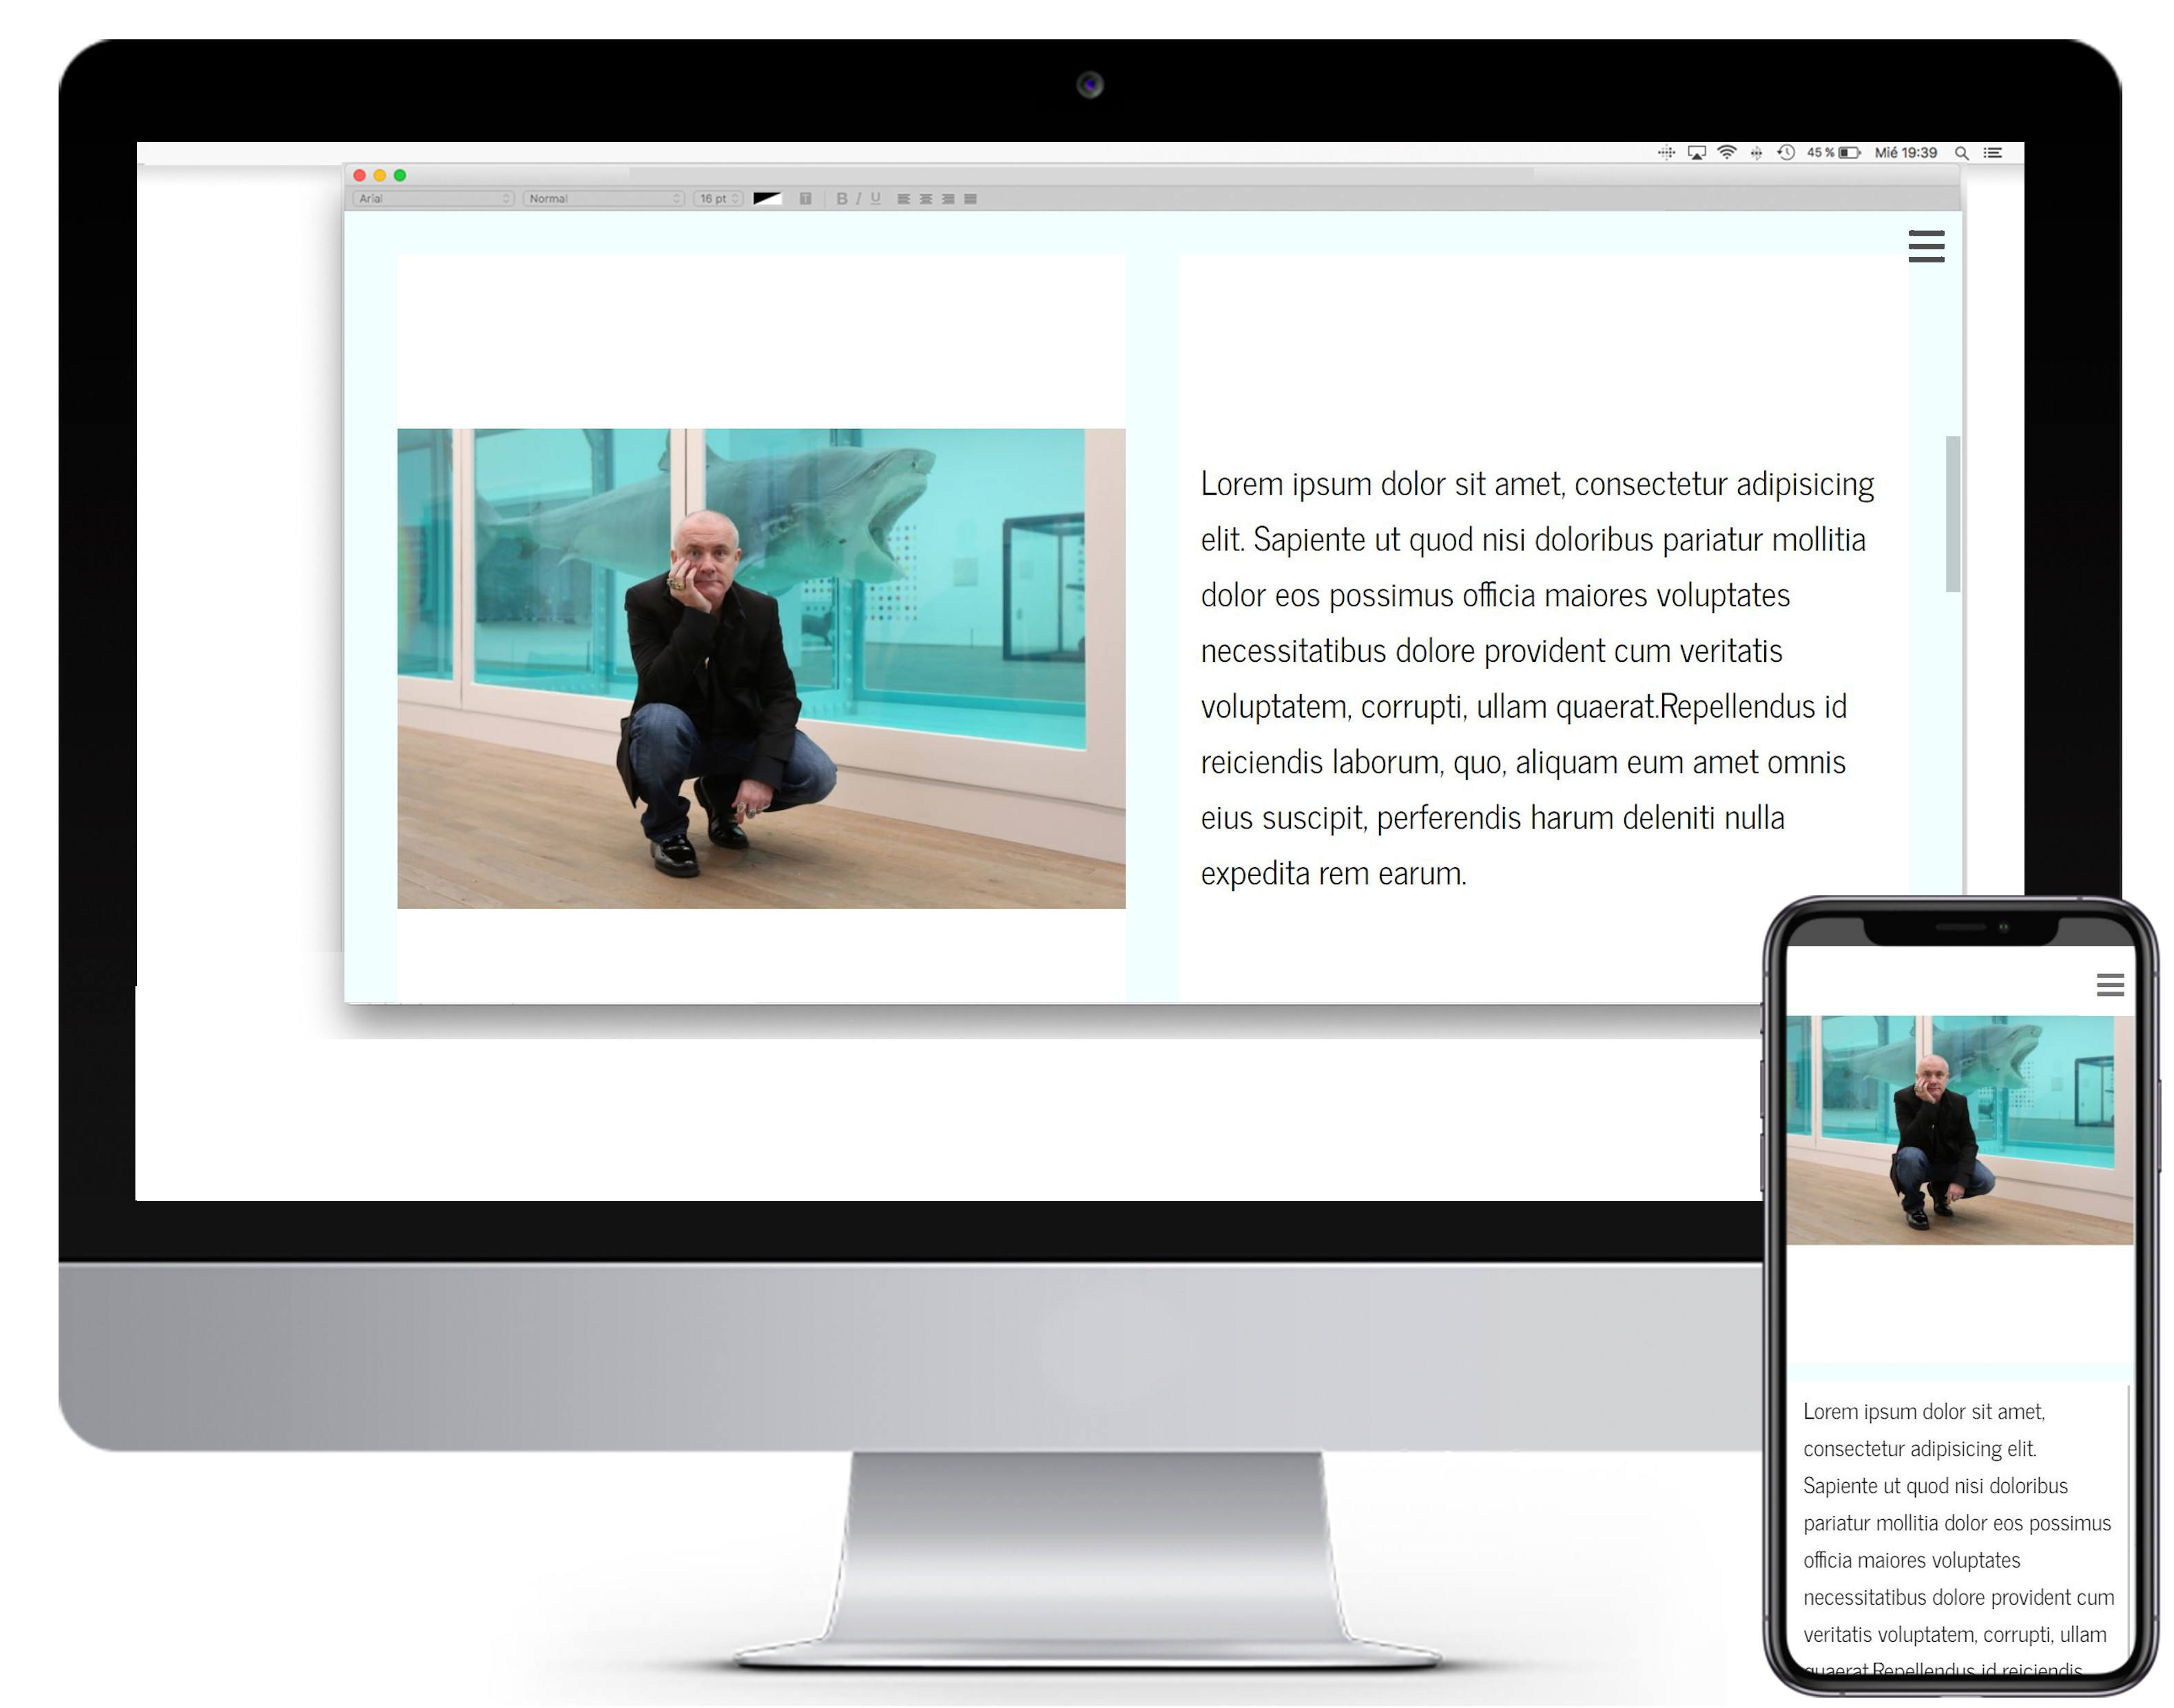 45 % Mié 19:39
Arial Normal 16 pt T B I U
Lorem ipsum dolor sit amet, consectetur adipisicing
elit. Sapiente ut quod nisi doloribus pariatur mollitia
dolor eos possimus officia maiores voluptates
necessitatibus dolore provident cum veritatis
voluptatem, corrupti, ullam quaerat.Repellendus id
reiciendis laborum, quo, aliquam eum amet omnis
eius suscipit, perferendis harum deleniti nulla
expedita rem earum.
Lorem ipsum dolor sit amet,
consectetur adipisicing elit.
Sapiente ut quod nisi doloribus
pariatur mollitia dolor eos possimus
officia maiores voluptates
necessitatibus dolore provident cum
veritatis voluptatem, corrupti, ullam
quaerat.Repellendus id reiciendis